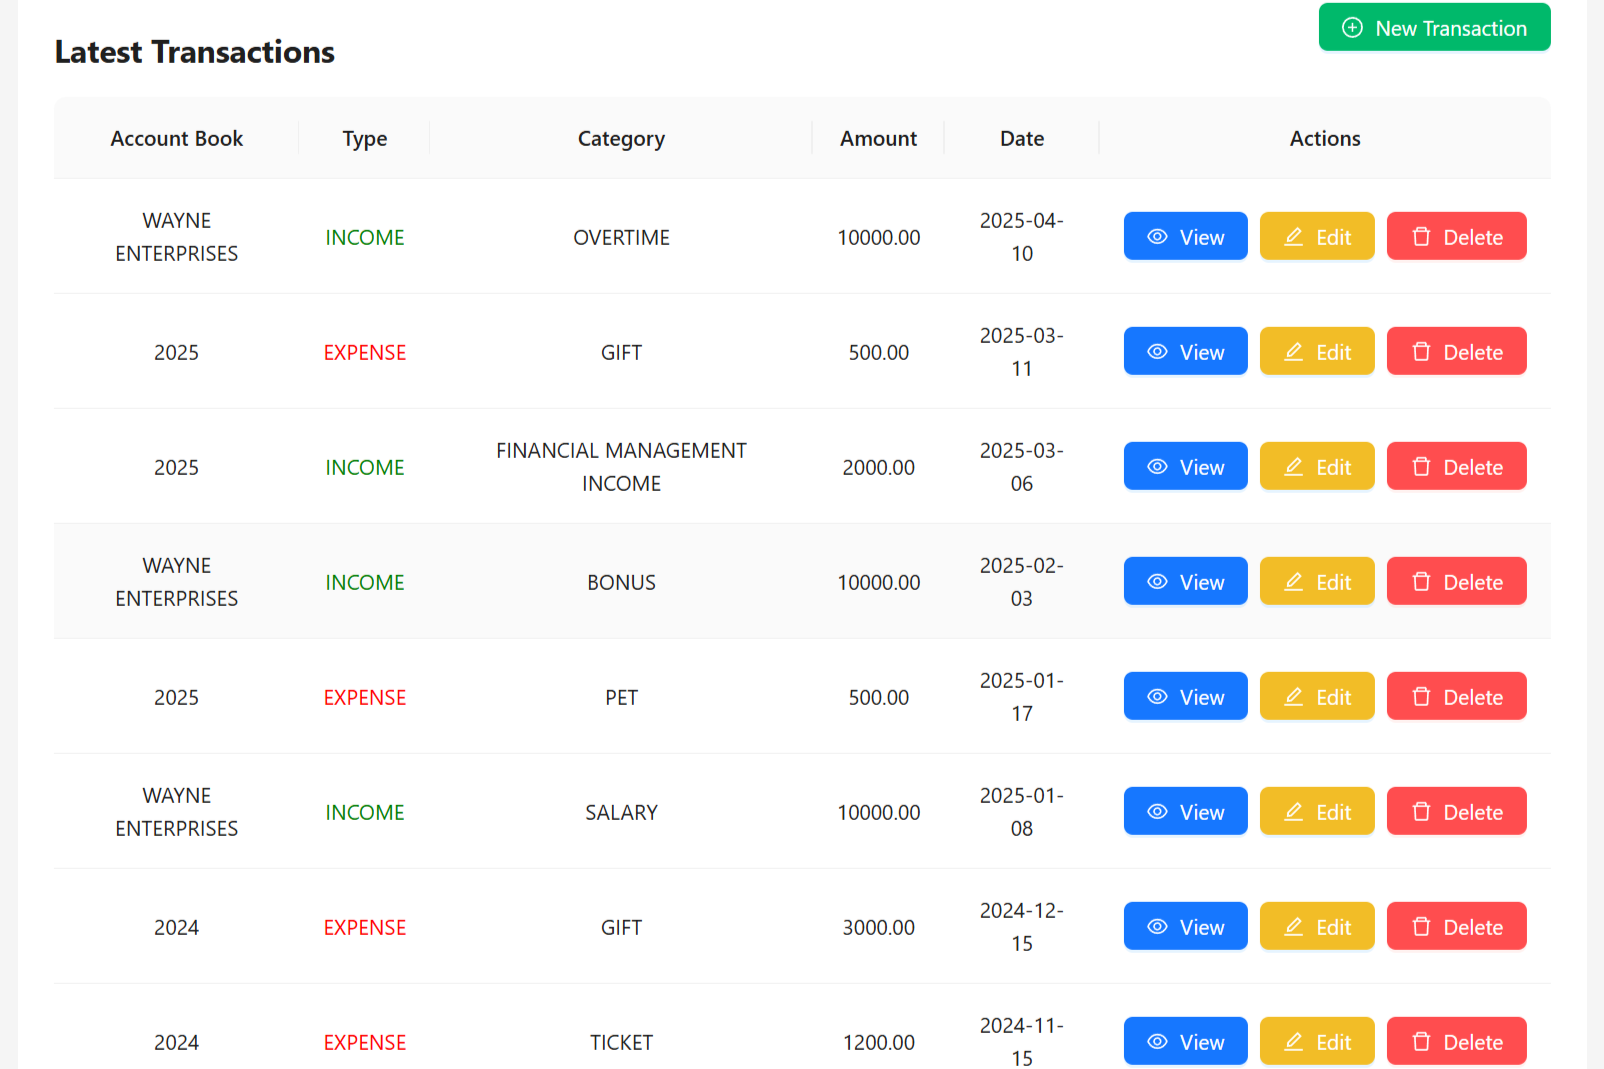 New Transaction
Latest Transactions
Account Book Type Category Amount Date Actions
WAYNE
ENTERPRISES INCOME OVERTIME 10000.00 2025-04-
10 View Edit Delete
2025 EXPENSE GIFT 500.00 2025-03-
11 View Edit Delete
2025 INCOME FINANCIAL MANAGEMENT
INCOME 2000.00 2025-03-
06 View Edit Delete
WAYNE
ENTERPRISES INCOME BONUS 10000.00 2025-02-
03 View Edit Delete
2025 EXPENSE PET 500.00 2025-01-
17 View Edit Delete
WAYNE
ENTERPRISES INCOME SALARY 10000.00 2025-01-
08 View Edit Delete
2024 EXPENSE GIFT 3000.00 2024-12-
15 View Edit Delete
2024 EXPENSE TICKET 1200.00 2024-11-
15 View Edit Delete